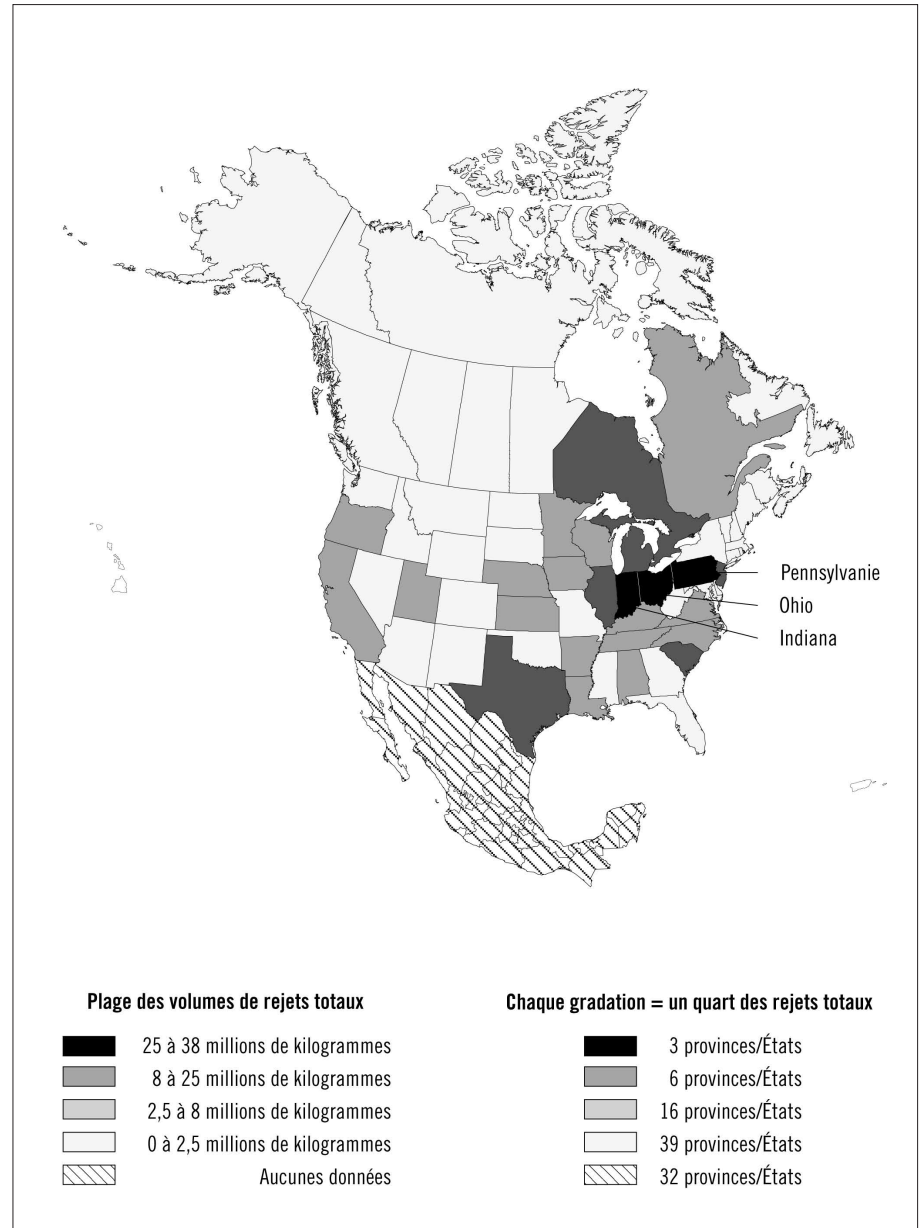 Pennsylvanie
Ohio
Indiana
Plage des volumes de rejets totaux
25 à 38 millions de kilogrammes
8 à 25 millions de kilogrammes
2,5 à 8 millions de kilogrammes
0 à 2,5 millions de kilogrammes
Aucunes données
Chaque gradation = un quart des rejets totaux
3 provinces/États
6 provinces/États
16 provinces/États
39 provinces/États
32 provinces/États